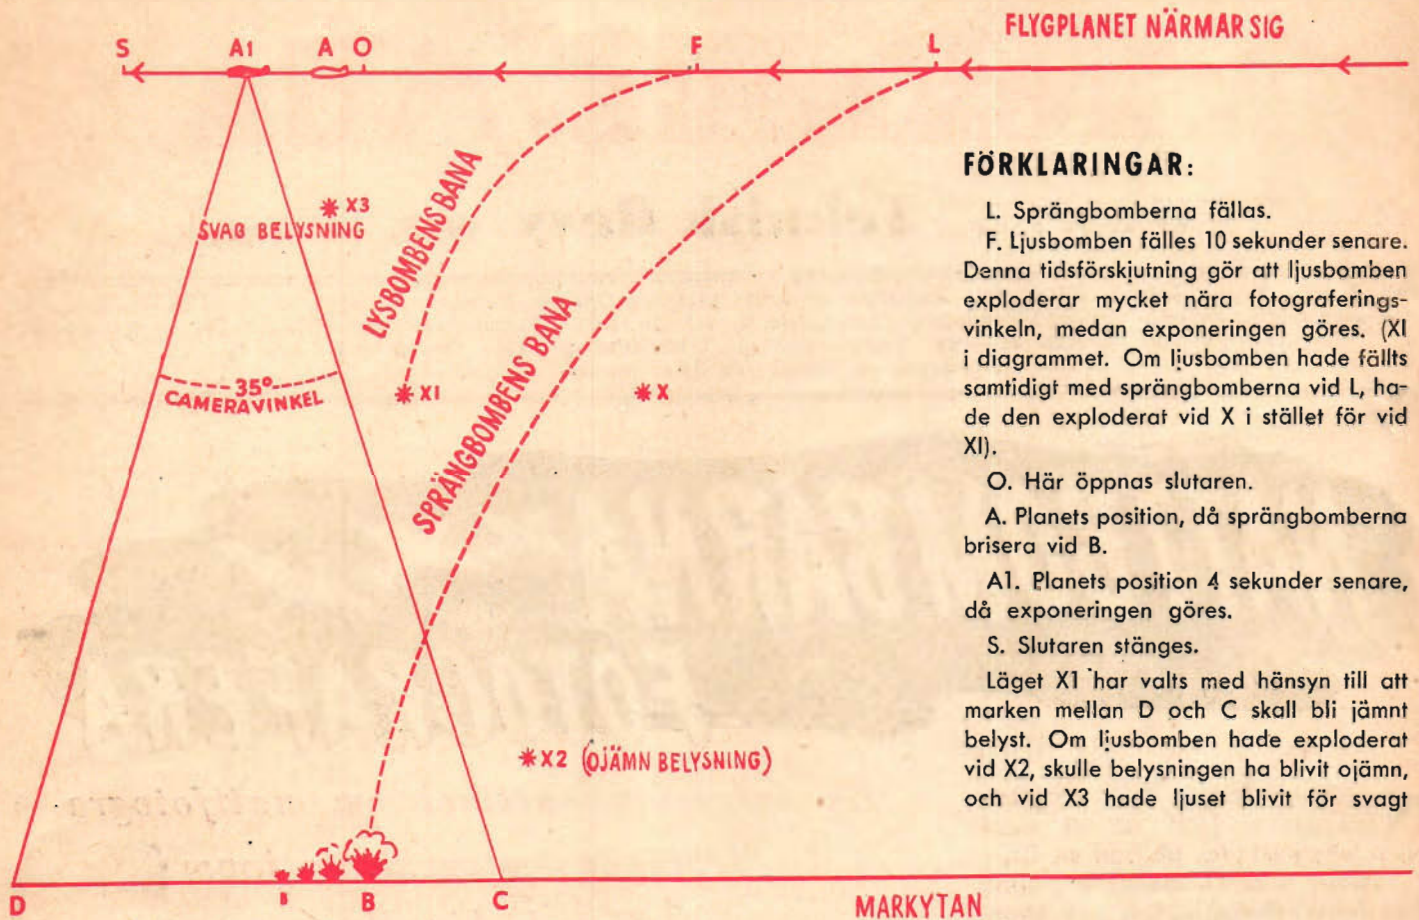 FLYGPLANET NÄRMAR SIG
S A1 A O F L
LYSBOMBENS BANA
SPRÄNGBOMBENS BANA
X3
SVAG BELYSNING
35°
CAMERAVINKEL
X1
X
X2 (OJÄMN BELYSNING)
D B B C
MARKYTAN
FÖRKLARINGAR:
L. Sprängbomberna fällas.
F. Ljusbomben fälles 10 sekunder senare.
Denna tidsförskjutning gör att ljusbomben
exploderar mycket nära fotograferings-
vinkeln, medan exponeringen göres. (XI
i diagrammet. Om ljusbomben hade fällts
samtidigt med sprängbomberna vid L, ha-
de den exploderat vid X i stället för vid
XI).
O. Här öppnas slutaren.
A. Planets position, då sprängbomberna
brisera vid B.
A1. Planets position 4 sekunder senare,
då exponeringen göres.
S. Slutaren stänges.
Läget X1 har valts med hänsyn till att
marken mellan D och C skall bli jämnt
belyst. Om ljusbomben hade exploderat
vid X2, skulle belysningen ha blivit ojämn,
och vid X3 hade ljuset blivit för svagt